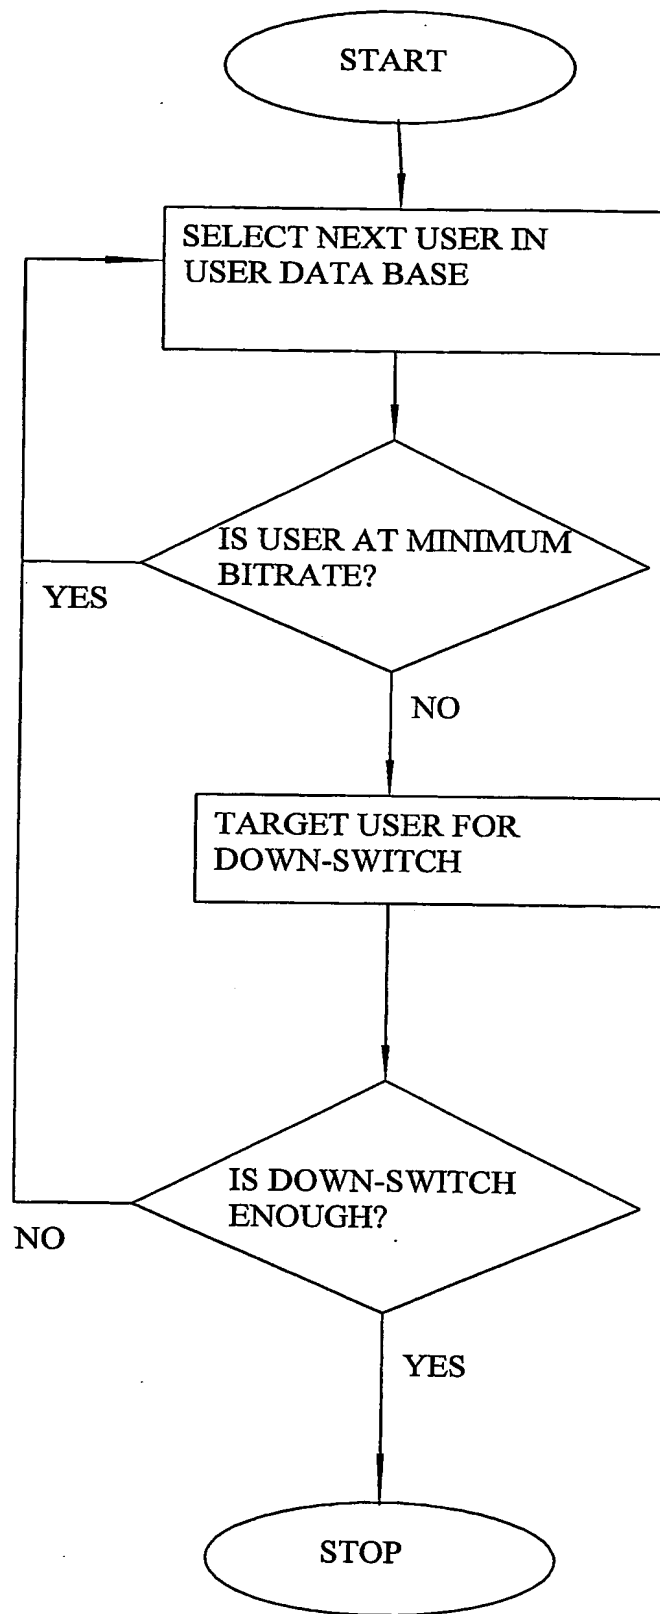 START
SELECT NEXT USER IN
USER DATA BASE
IS USER AT MINIMUM
BITRATE?
YES
NO
TARGET USER FOR
DOWN-SWITCH
IS DOWN-SWITCH
ENOUGH?
NO
YES
STOP